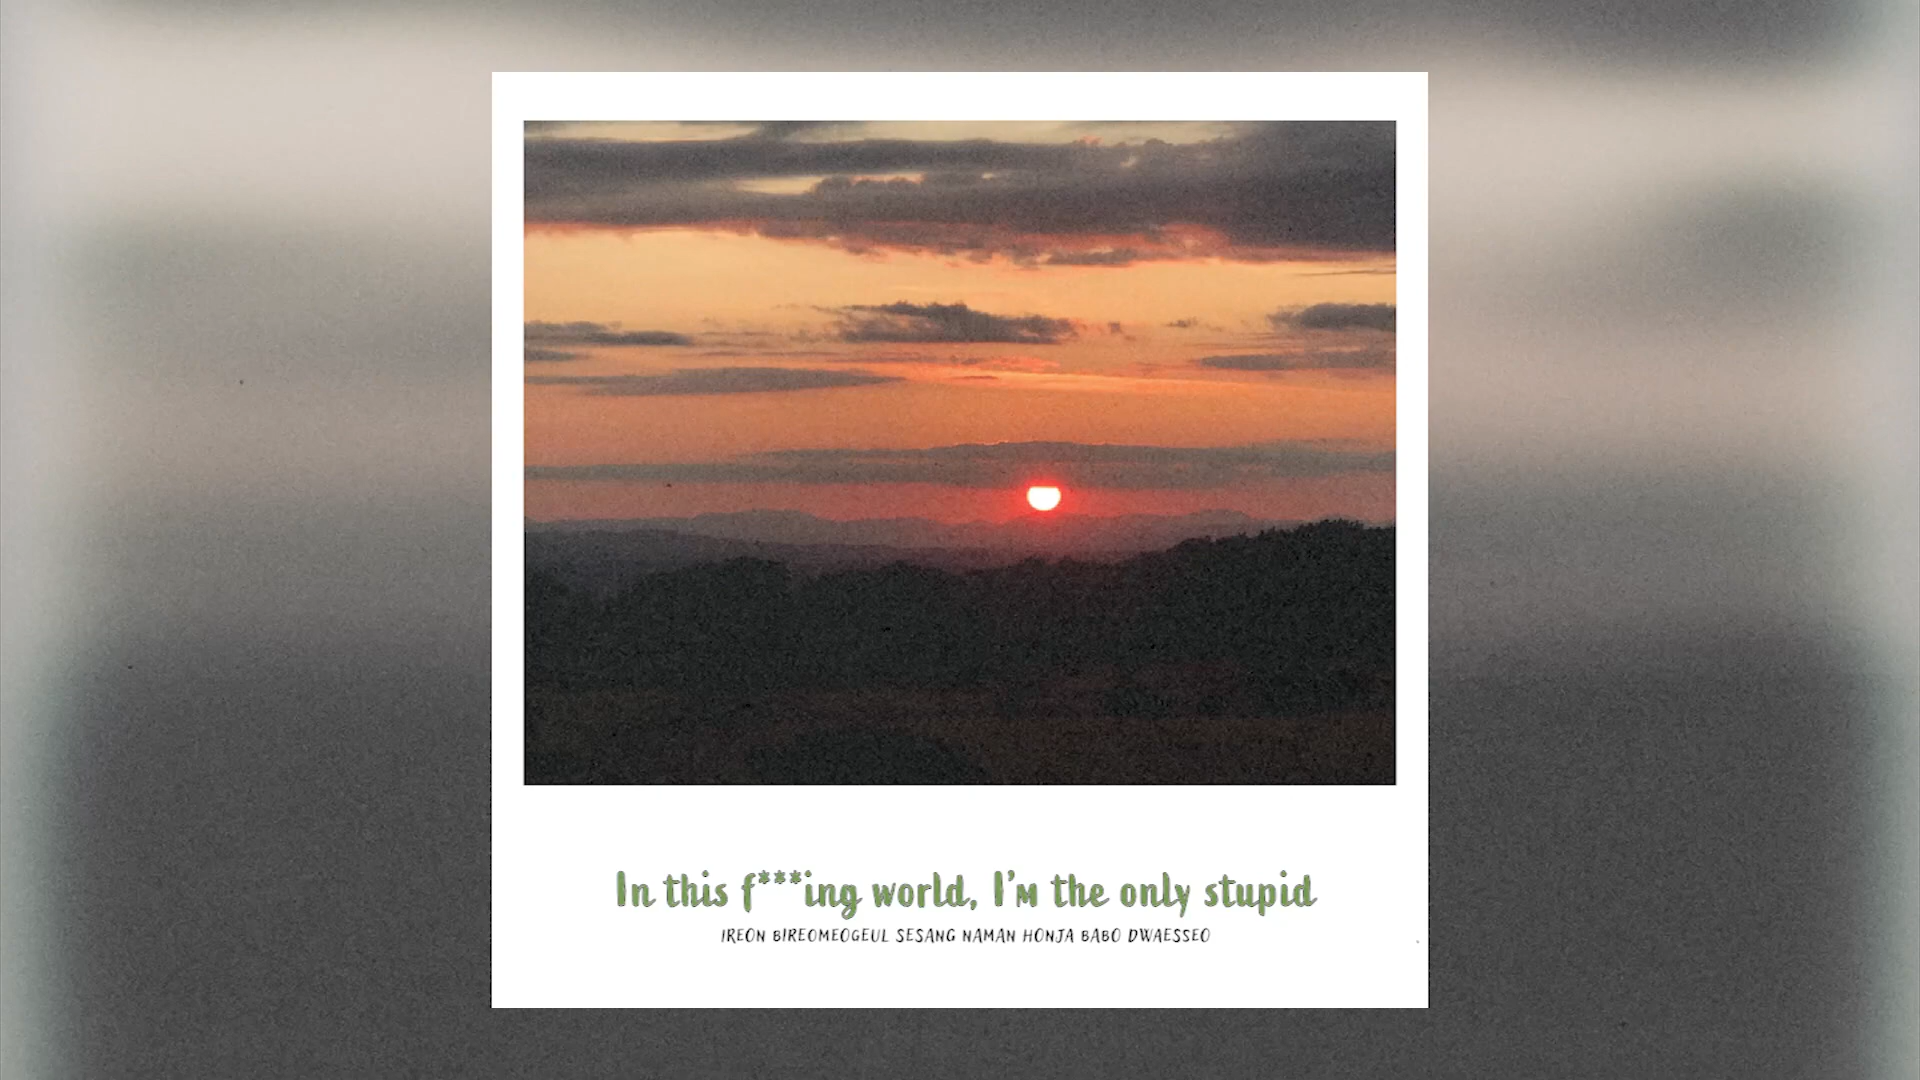 In this f***ing world, I'm the only stupid
IREON BIREOMEOGEUL SESANG NAMAN HONJA BABO DWAESSEO